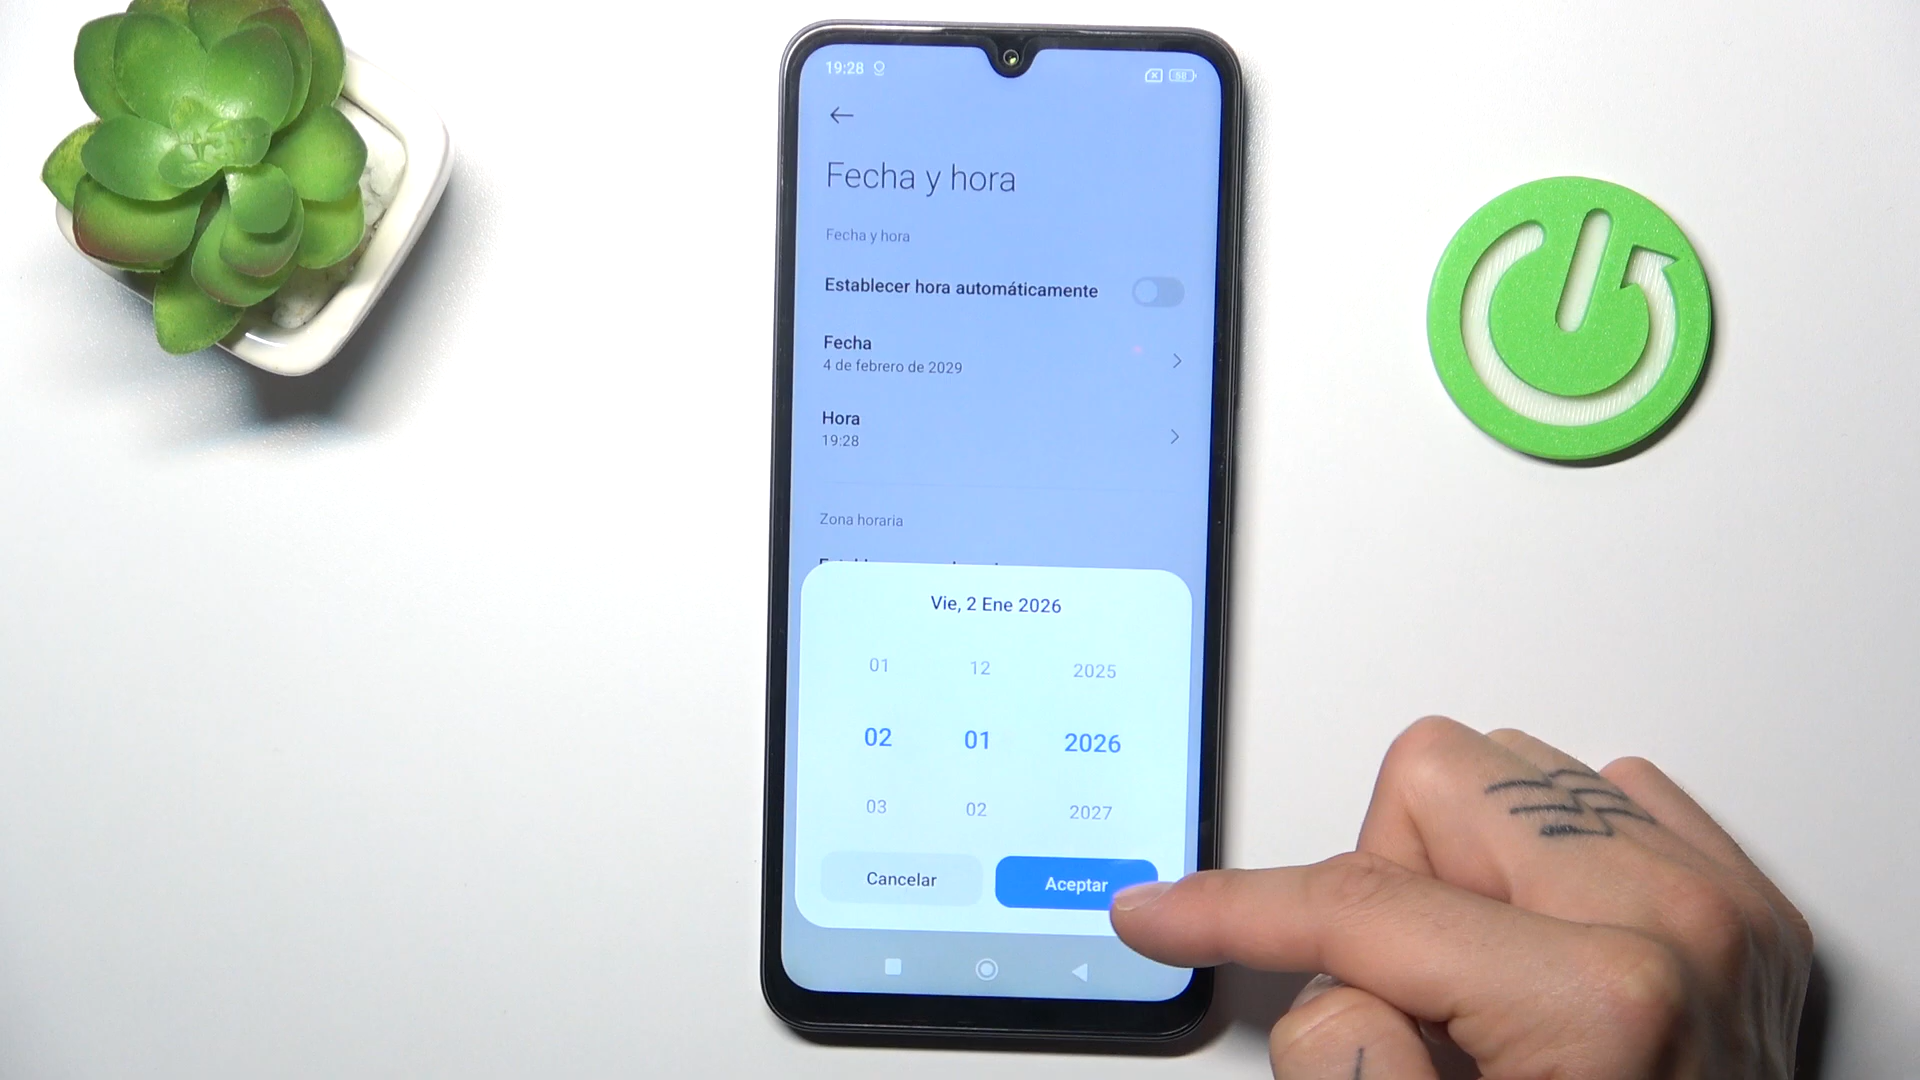 19:28
58
Fecha y hora
Fecha y hora
Establecer hora automáticamente
Fecha
4 de febrero de 2029
Hora
19:28
Zona horaria
Vie, 2 Ene 2026
01 12 2025
02 01 2026
03 02 2027
Cancelar Aceptar